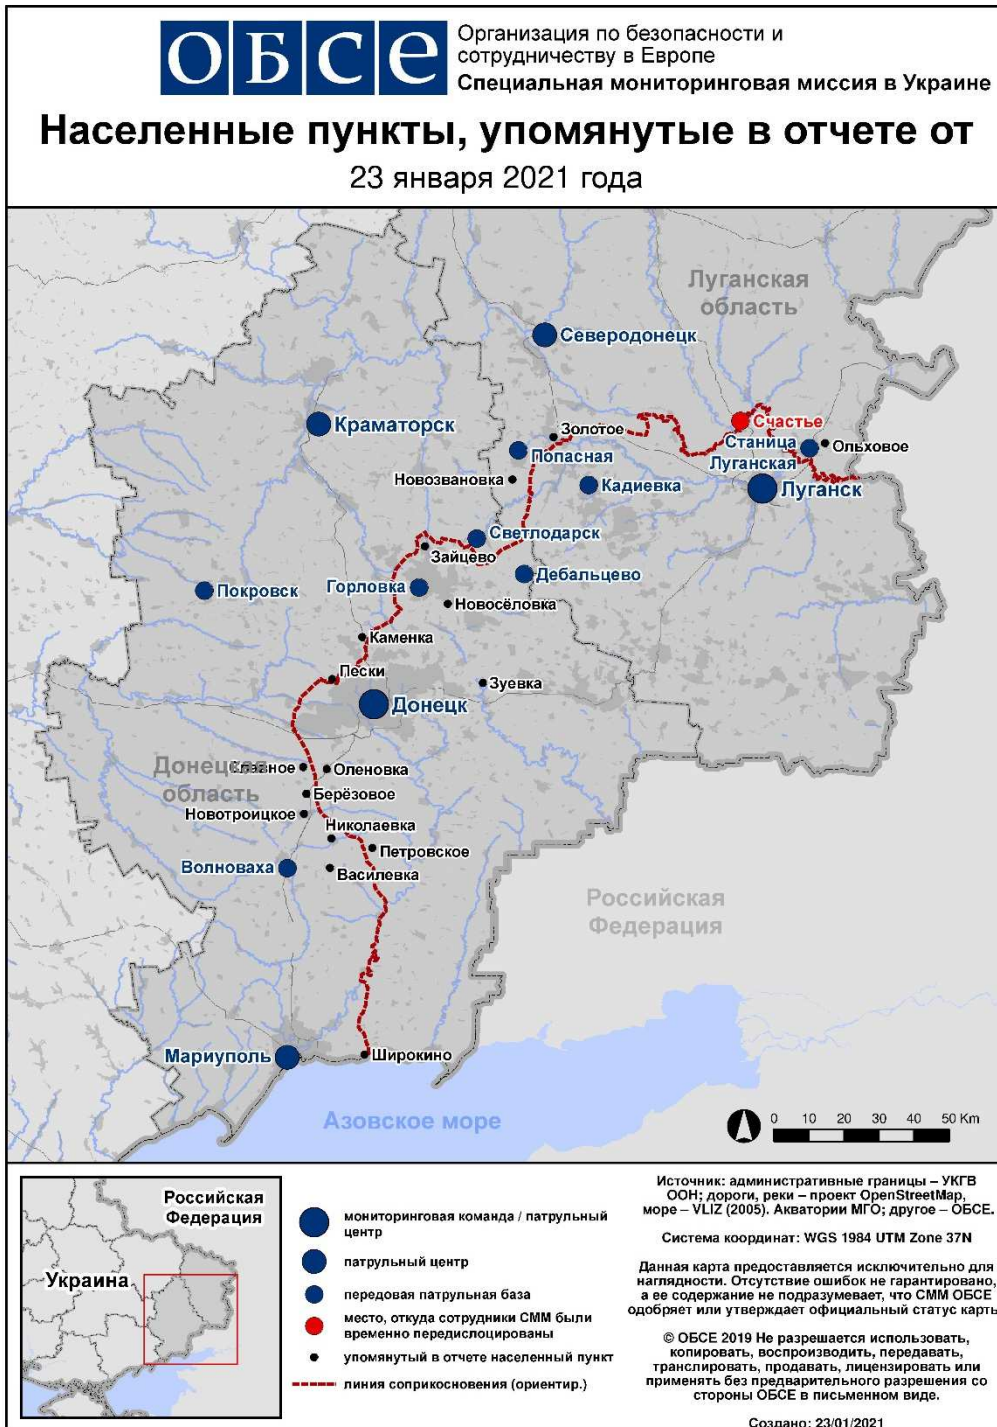 ОБСЕ
Организация по безопасности и
сотрудничеству в Европе
Специальная мониторинговая миссия в Украине
Населенные пункты, упомянутые в отчете от
23 января 2021 года
Луганская
область
Северодонецк
Краматорск
Счастье
Золотое
Станица
Луганская
Ольховое
Попасная
Новозвановка
Кадиевка
Луганск
Светлодарск
Зайцево
Дебальцево
Покровск
Горловка
Новосёловка
Каменка
Пески
Зуевка
Донецк
Донецкая
область
Оленовка
Берёзовое
Новотроицкое
Николаевка
Петровское
Волноваха
Василевка
Российская
Федерация
Мариуполь
Широкино
Азовское море
0 10 20 30 40 50 Km
Российская
Федерация
Украина
мониторинговая команда / патрульный
центр
патрульный центр
передовая патрульная база
место, откуда сотрудники СММ были
временно передислоцированы
упомянутый в отчете населенный пункт
линия соприкосновения (ориентир.)
Источник: административные границы – УКГВ
ООН; дороги, реки – проект OpenStreetMap,
море – VLIZ (2005). Акватории МГО; другое – ОБСЕ.
Система координат: WGS 1984 UTM Zone 37N
Данная карта предоставляется исключительно для
наглядности. Отсутствие ошибок не гарантировано,
а ее содержание не подразумевает, что СММ ОБСЕ
одобряет или утверждает официальный статус карты
© ОБСЕ 2019 Не разрешается использовать,
копировать, воспроизводить, передавать,
транслировать, продавать, лицензировать или
применять без предварительного разрешения со
стороны ОБСЕ в письменном виде.
Создано: 23/01/2021